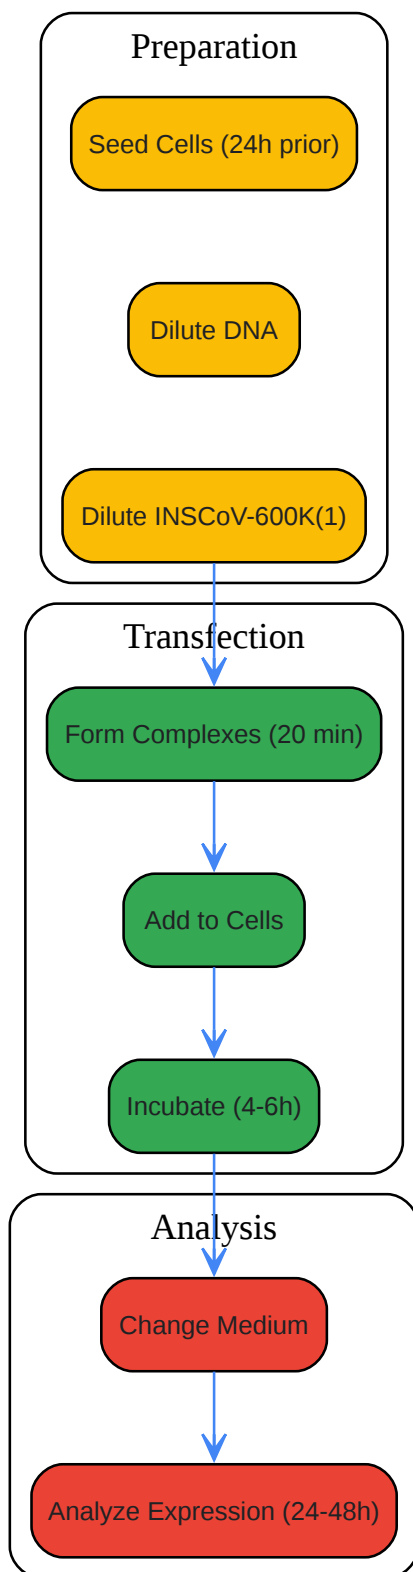 Preparation
Seed Cells (24h prior)
Dilute DNA
Dilute INSCoV-600K(1)
Transfection
Form Complexes (20 min)
Add to Cells
Incubate (4-6h)
Analysis
Change Medium
Analyze Expression (24-48h)